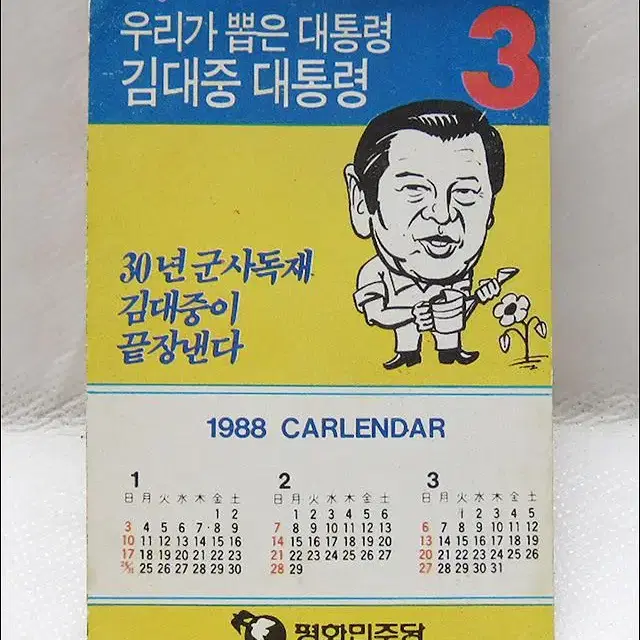 우리가 뽑은 대통령
김대중 대통령
3
30년 군사독재
김대중이
끝장낸다
1988 CARLENDAR
1
日 月 火 水 木 金 土
1 2
3 4 5 6 7 8 9
10 11 12 13 14 15 16
17 18 19 20 21 22 23
24/31 25 26 27 28 29 30
2
日 月 火 水 木 金 土
1 2 3 4 5 6
7 8 9 10 11 12 13
14 15 16 17 18 19 20
21 22 23 24 25 26 27
28 29
3
日 月 火 水 木 金 土
1 2 3 4 5
6 7 8 9 10 11 12
13 14 15 16 17 18 19
20 21 22 23 24 25 26
27 28 29 30 31
평화민주당